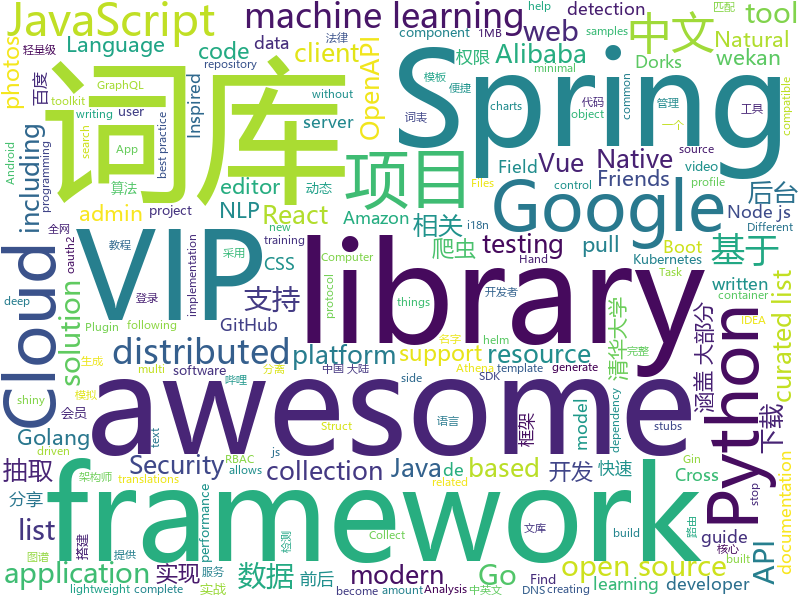 JavaScript
machine learning
web
detection
help
samples
匹配
轻量级
GraphQL
repository
法律
component
1MB
中文
tool
Language
code
data
client
权限
Dorks
Natural
wekan
photos
百度
toolkit
writing
user
without
Inspired
server
OpenAPI
Alibaba
模板
便捷
minimal
charts
代码
管理
compatible
词库
Spring
词表
object
common
工具
一个
Android
programming
search
App
best practice
including
算法
project
editor
动态
项目
Field
Vue
Native
source
video
profile
admin
NLP
React
Amazon
Friends
control
Files
后台
Google
Node js
Different
全网
oauth2
教程
采用
new
training
i18n
相关
VIP
library
Cloud
implementation
CSS
爬虫
testing
pull
Boot
基于
Computer
Hand
Task
Kubernetes
deep
登录
支持
protocol
things
开发者
written
container
Plugin
following
GitHub
名字
helm
完整
清华大学
IDEA
solution
distributed
platform
support
resource
涵盖 大部分
Python
curated list
生成
multi
software
中国 大陆
side
Athena
SDK
template
generate
shiny
模拟
分离
哔哩
awesome
model
dependency
下载
会员
Struct
语言
stubs
Golang
driven
text
框架
抽取
架构师
RBAC
js
Security
collection
Java
de
based
开发
快速
Gin
Cross
translations
allows
related
stop
documentation
分享
framework
list
performance
Collect
检测
文库
build
路由
guide
核心
built
API
图谱
搭建
提供
application
实现
数据
前后
modern
Go
open source
Find
learning
developer
lightweight
complete
服务
实战
become
amount
Analysis
中英文
DNS
creating